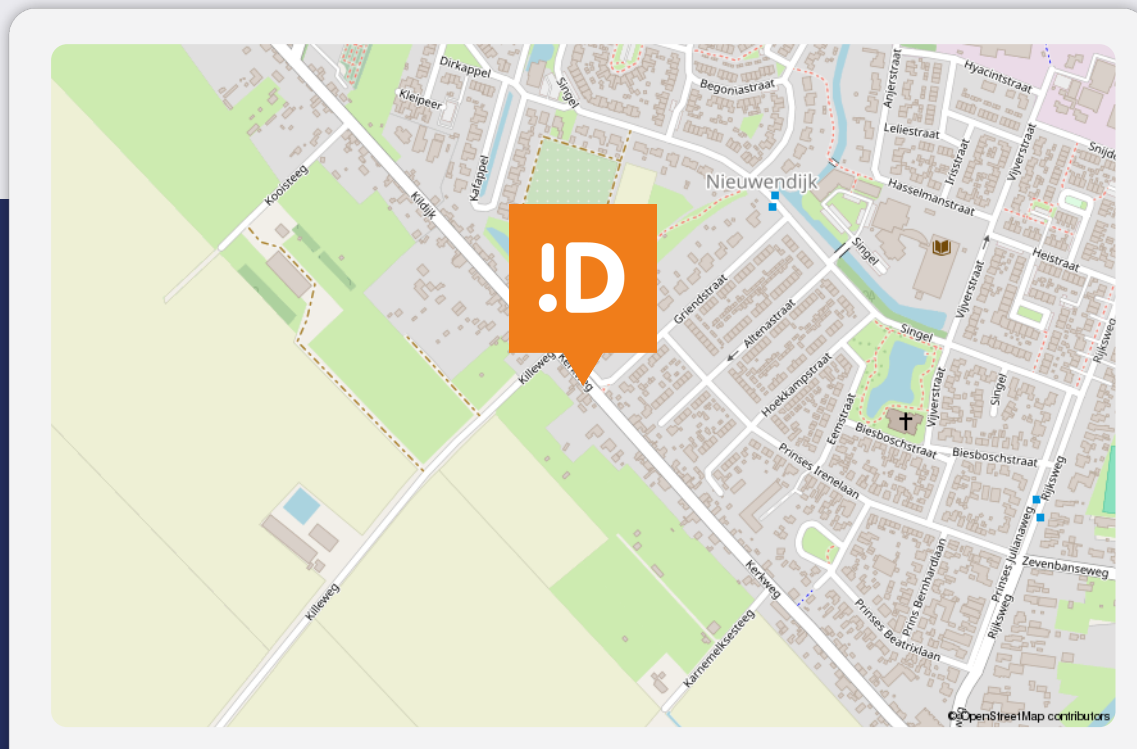 Dirkappel
Kleipeer
Kafappel
Singel
Begoniastraat
Anjerstraat
Hyacintstraat
Leliestraat
Irisstraat
Vijverstraat
Snijde
Kooisteeg
Kildijk
Nieuwendijk
Hasselmanstraat
Singel
Heistraat
Vijverstraat
Rijksweg
!D
Griendstraat
Altenastraat
Singel
Killeweg
Kerkweg
Hoekkampstraat
Eemstraat
Vijverstraat
Singel
Biesboschstraat
Biesboschstraat
Prinses Irenelaan
Rijksweg
Prinses Julianaweg
Zevenbanseweg
Prins Bernhardlaan
Kerkweg
Killeweg
Prinses Beatrixlaan
Rijksweg
Karnemelksesteeg
© OpenStreetMap contributors